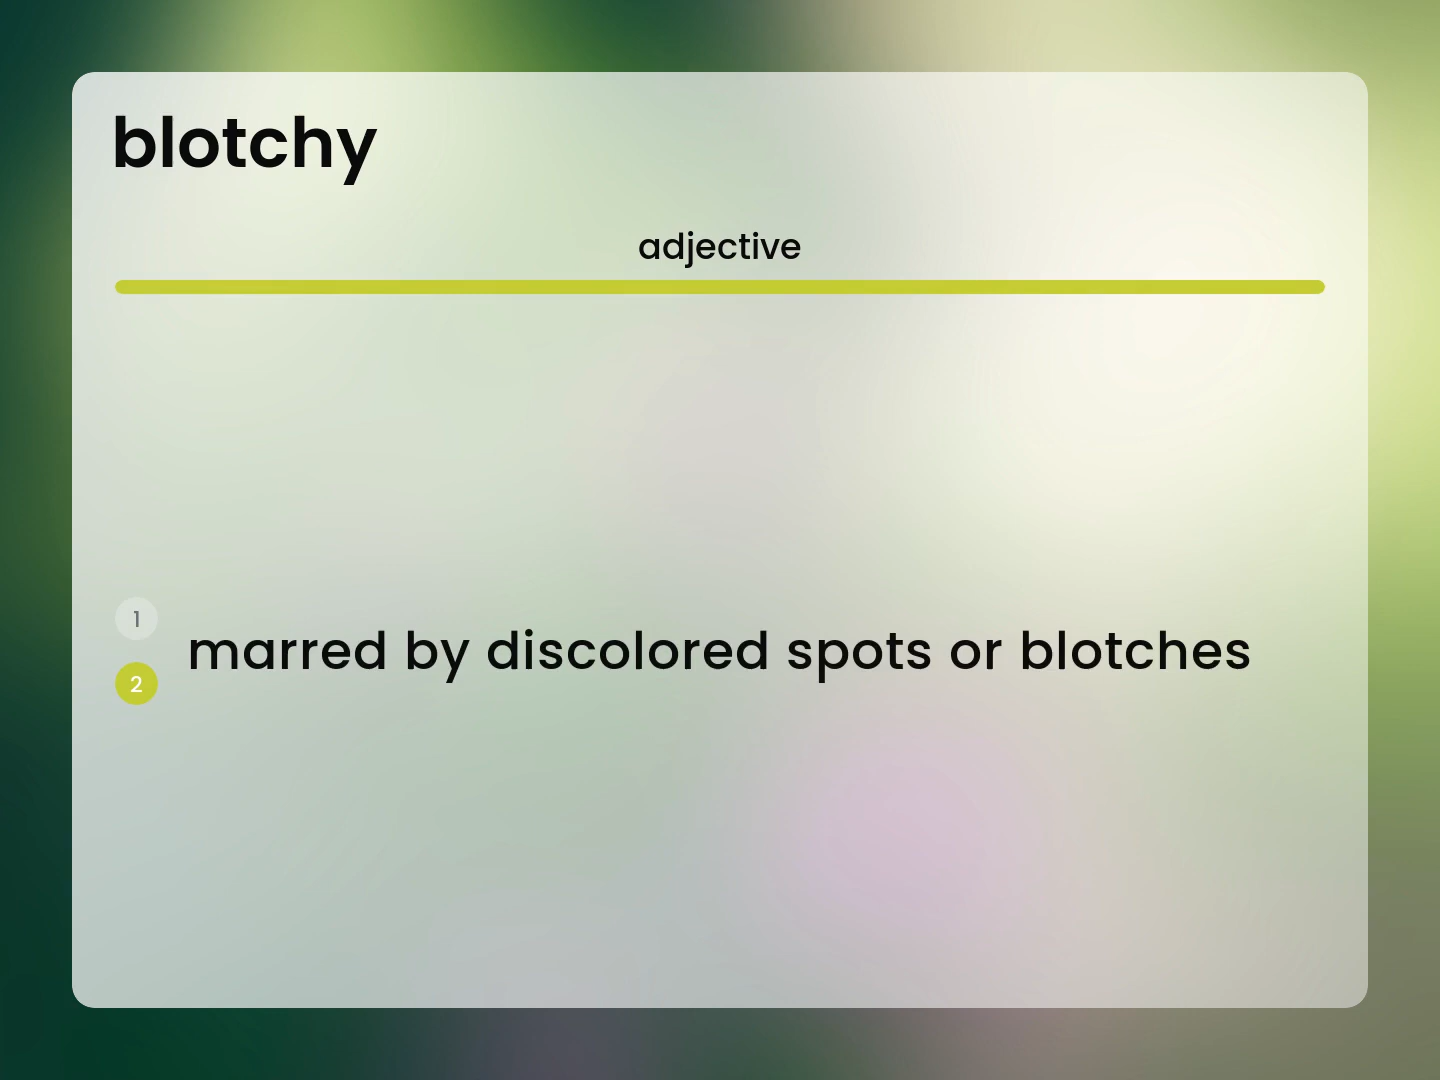 blotchy
adjective
1
2
marred by discolored spots or blotches